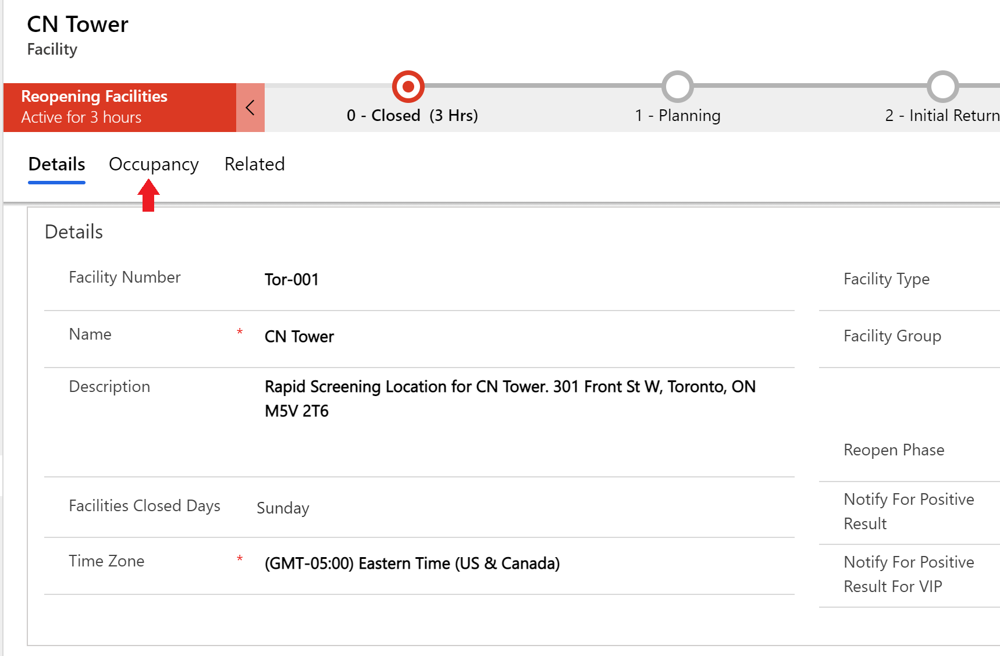 CN Tower
Facility
Reopening Facilities
Active for 3 hours
0 - Closed (3 Hrs)
1 - Planning
2 - Initial Return
Details
Occupancy
Related
Details
Facility Number
Tor-001
Facility Type
Name
*
CN Tower
Facility Group
Description
Rapid Screening Location for CN Tower. 301 Front St W, Toronto, ON
M5V 2T6
Reopen Phase
Facilities Closed Days
Sunday
Notify For Positive
Result
Time Zone
*
(GMT-05:00) Eastern Time (US & Canada)
Notify For Positive
Result For VIP